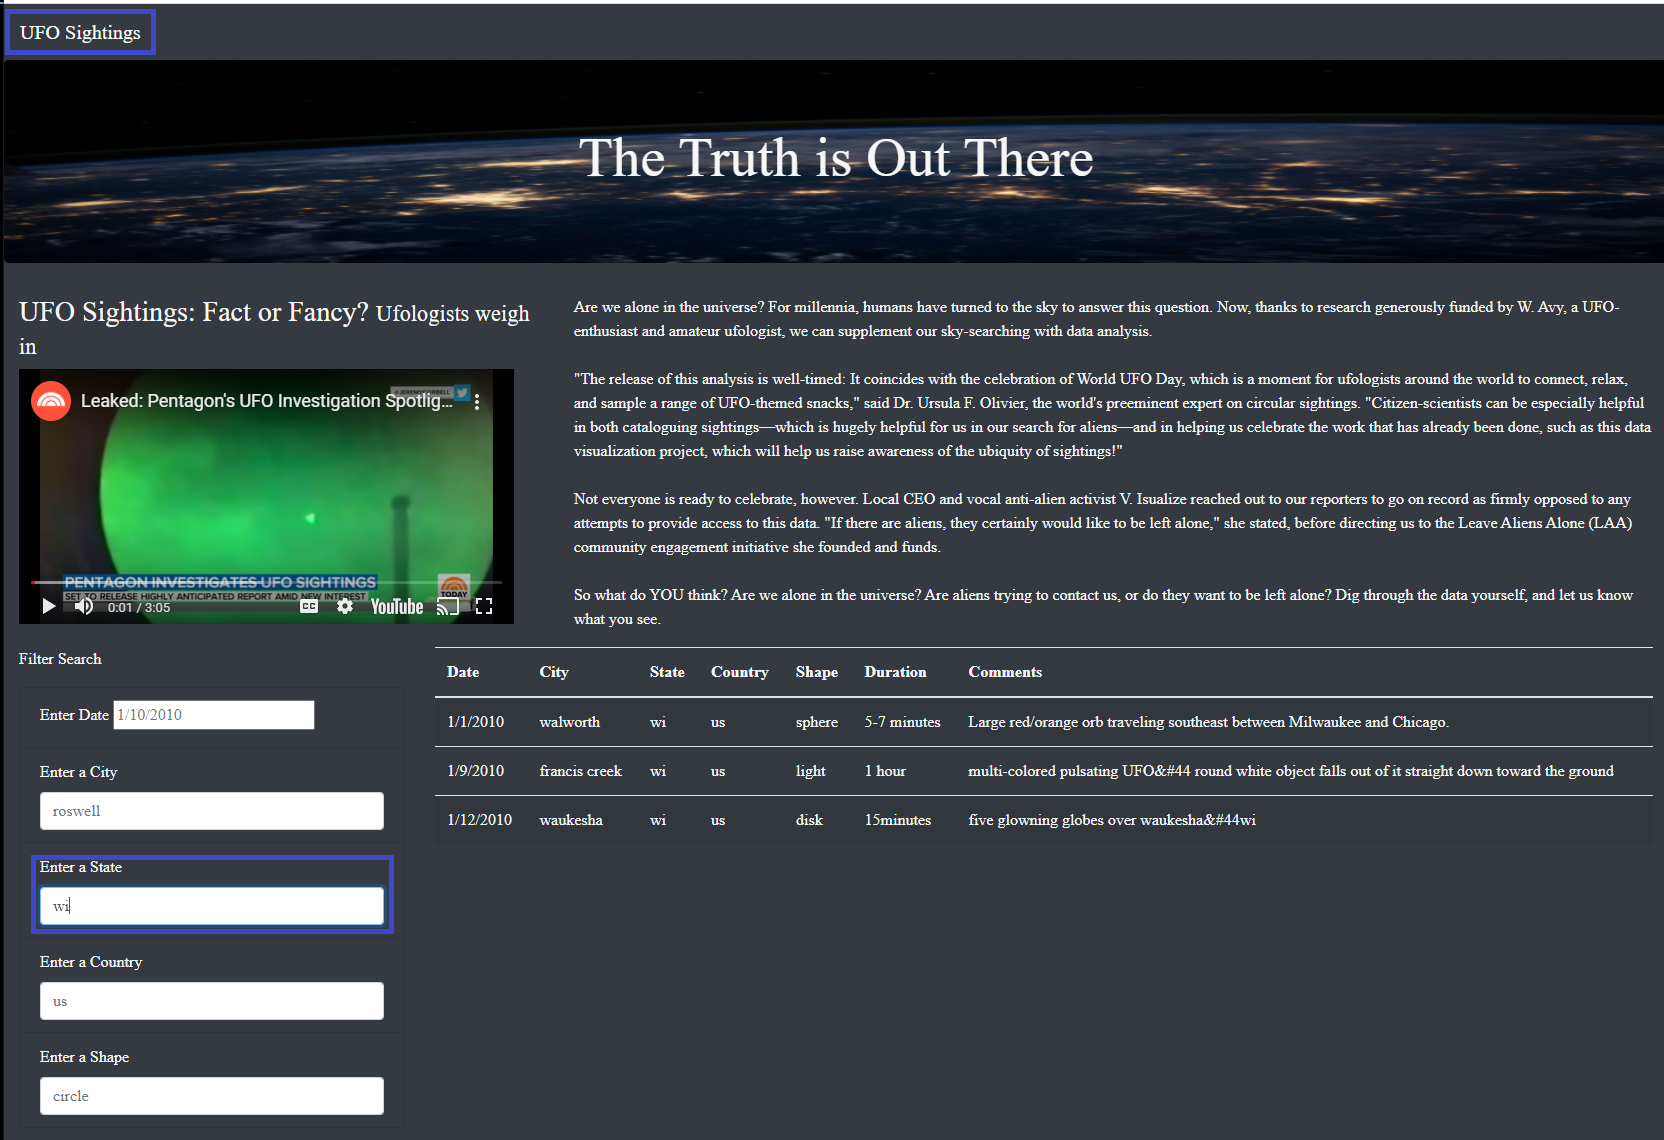 UFO Sightings
The Truth is Out There
UFO Sightings: Fact or Fancy? Ufologists weigh
in
@JEREMYCORBELL
Leaked: Pentagon's UFO Investigation Spotlig...
PENTAGON INVESTIGATES UFO SIGHTINGS
SET TO RELEASE HIGHLY ANTICIPATED REPORT AMID NEW INTEREST
TODAY
0:01 / 3:05
CC
YouTube
Are we alone in the universe? For millennia, humans have turned to the sky to answer this question. Now, thanks to research generously funded by W. Avy, a UFO-
enthusiast and amateur ufologist, we can supplement our sky-searching with data analysis.
"The release of this analysis is well-timed: It coincides with the celebration of World UFO Day, which is a moment for ufologists around the world to connect, relax,
and sample a range of UFO-themed snacks," said Dr. Ursula F. Olivier, the world's preeminent expert on circular sightings. "Citizen-scientists can be especially helpful
in both cataloguing sightings—which is hugely helpful for us in our search for aliens—and in helping us celebrate the work that has already been done, such as this data
visualization project, which will help us raise awareness of the ubiquity of sightings!"
Not everyone is ready to celebrate, however. Local CEO and vocal anti-alien activist V. Isualize reached out to our reporters to go on record as firmly opposed to any
attempts to provide access to this data. "If there are aliens, they certainly would like to be left alone," she stated, before directing us to the Leave Aliens Alone (LAA)
community engagement initiative she founded and funds.
So what do YOU think? Are we alone in the universe? Are aliens trying to contact us, or do they want to be left alone? Dig through the data yourself, and let us know
what you see.
Filter Search
Enter Date 1/10/2010
Enter a City
roswell
Enter a State
wi
Enter a Country
us
Enter a Shape
circle
Date City State Country Shape Duration Comments
1/1/2010 walworth wi us sphere 5-7 minutes Large red/orange orb traveling southeast between Milwaukee and Chicago.
1/9/2010 francis creek wi us light 1 hour multi-colored pulsating UFO&#44 round white object falls out of it straight down toward the ground
1/12/2010 waukesha wi us disk 15minutes five glowning globes over waukesha&#44wi